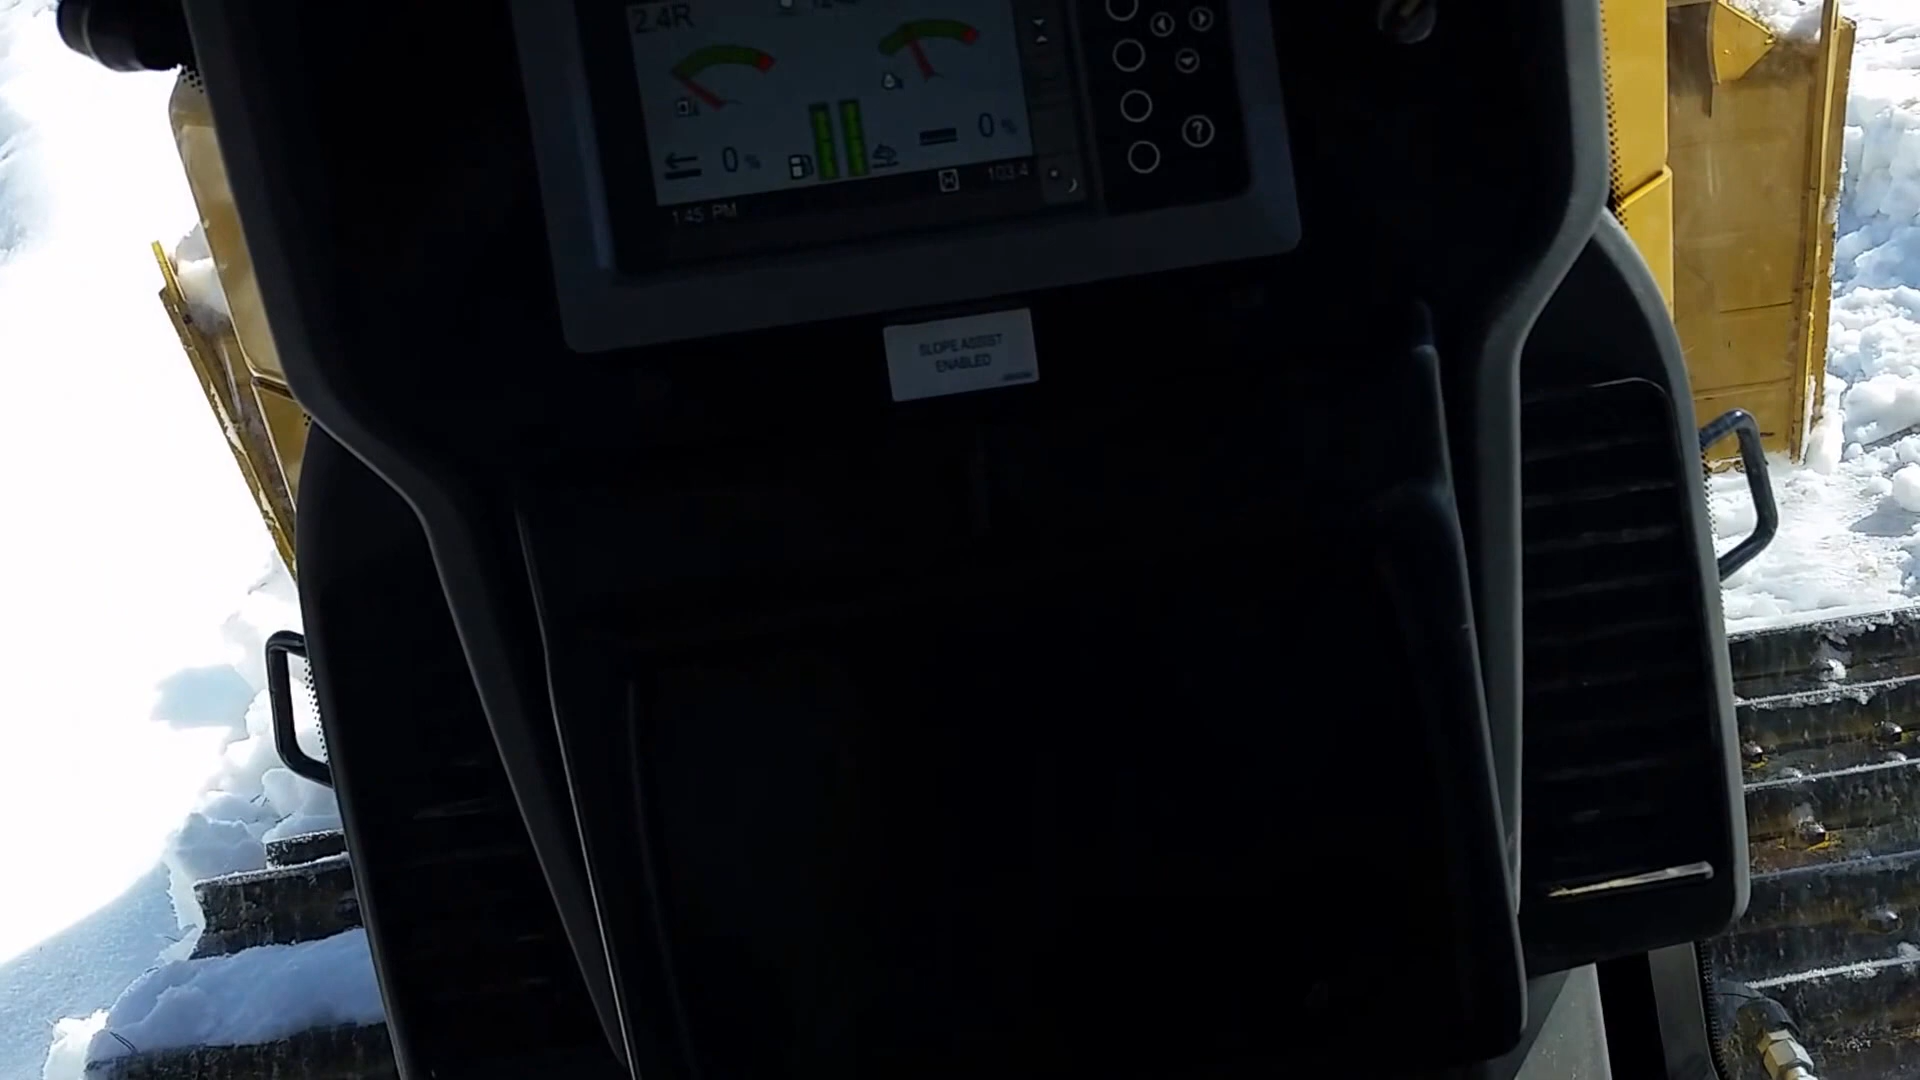 2.4R
0 %
0 %
103.4
1:45 PM
?
SLOPE ASSIST
ENABLED